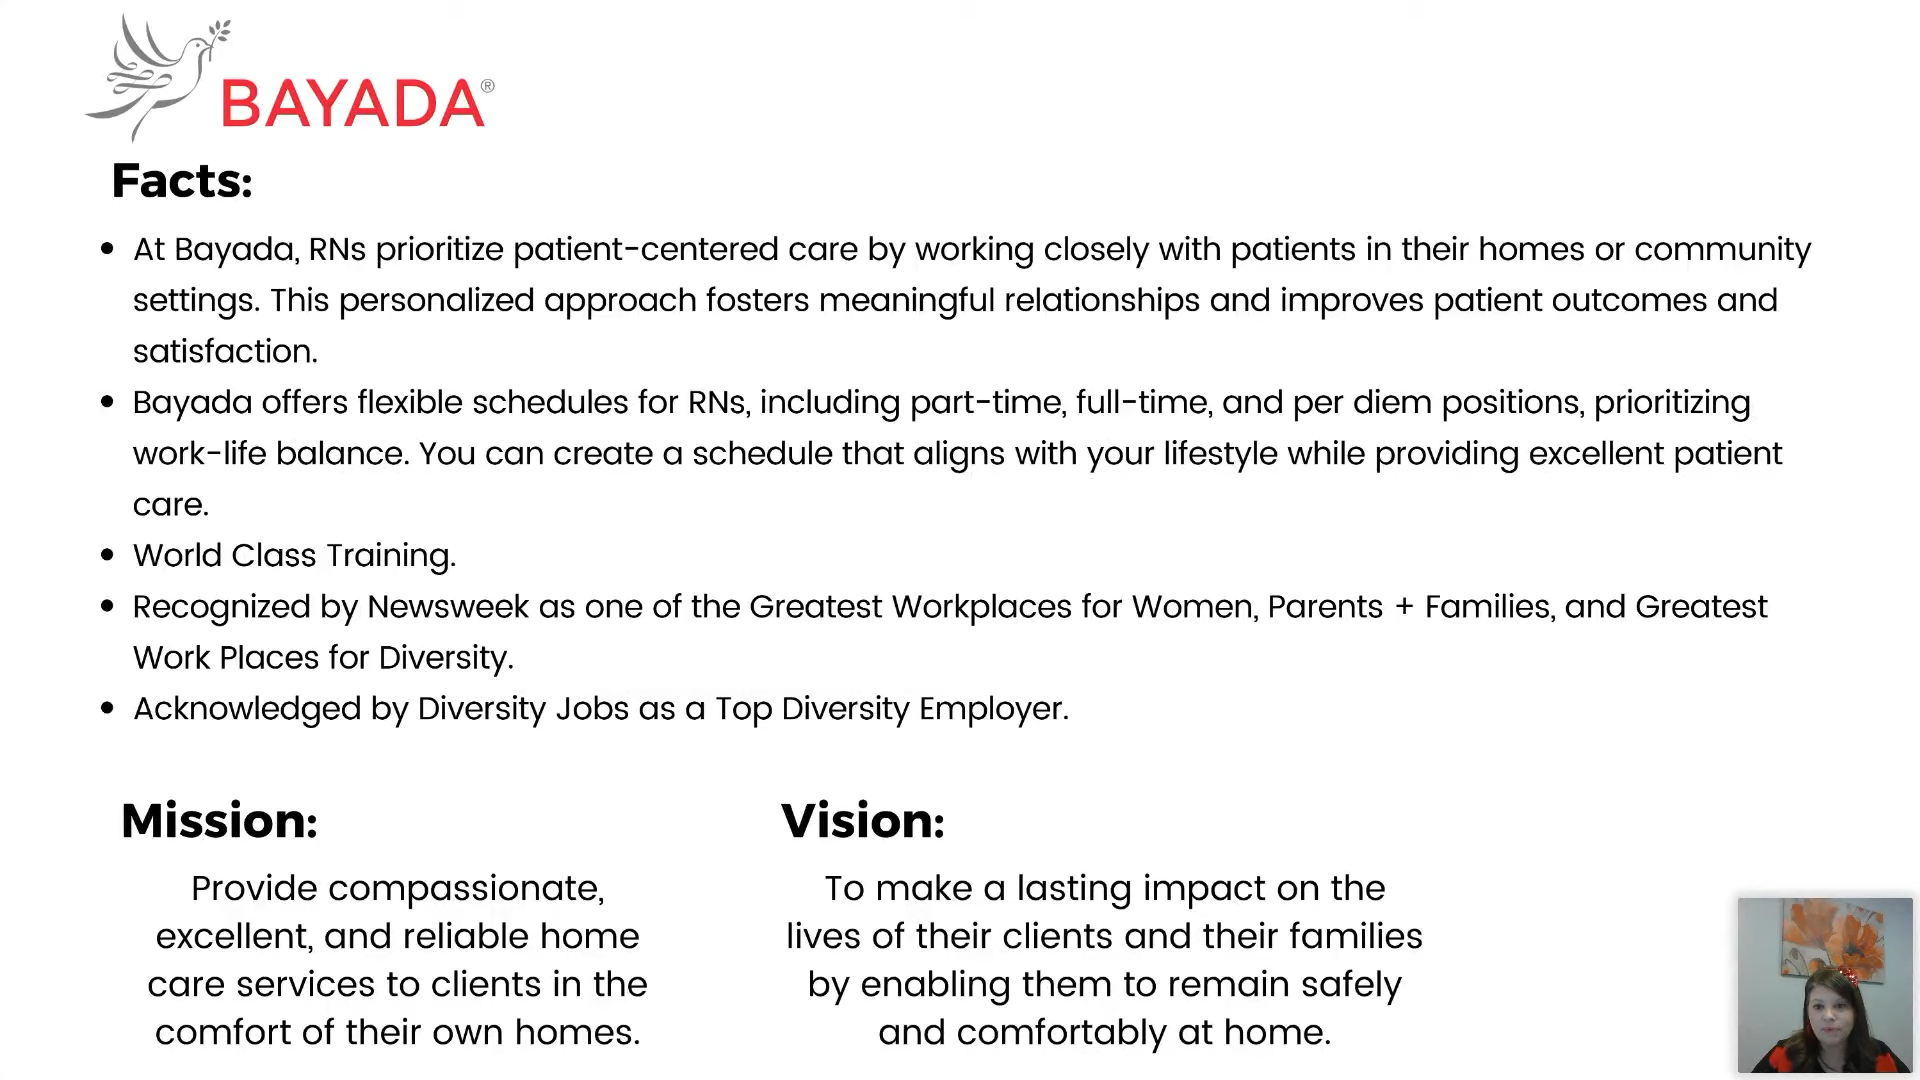 BAYADA®
Facts:
• At Bayada, RNs prioritize patient-centered care by working closely with patients in their homes or community
settings. This personalized approach fosters meaningful relationships and improves patient outcomes and
satisfaction.
• Bayada offers flexible schedules for RNs, including part-time, full-time, and per diem positions, prioritizing
work-life balance. You can create a schedule that aligns with your lifestyle while providing excellent patient
care.
• World Class Training.
• Recognized by Newsweek as one of the Greatest Workplaces for Women, Parents + Families, and Greatest
Work Places for Diversity.
• Acknowledged by Diversity Jobs as a Top Diversity Employer.
Mission:
Provide compassionate,
excellent, and reliable home
care services to clients in the
comfort of their own homes.
Vision:
To make a lasting impact on the
lives of their clients and their families
by enabling them to remain safely
and comfortably at home.